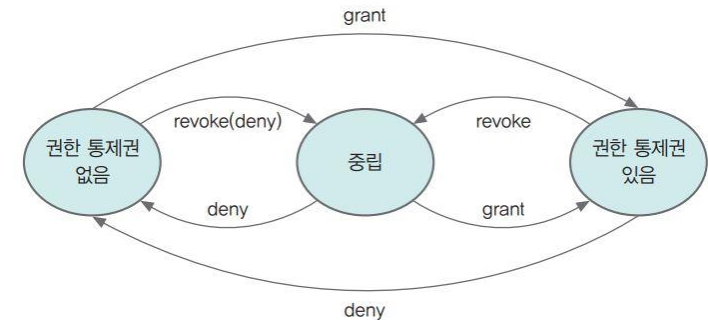 grant
revoke(deny)
revoke
권한 통제권
없음
중립
권한 통제권
있음
deny
grant
deny